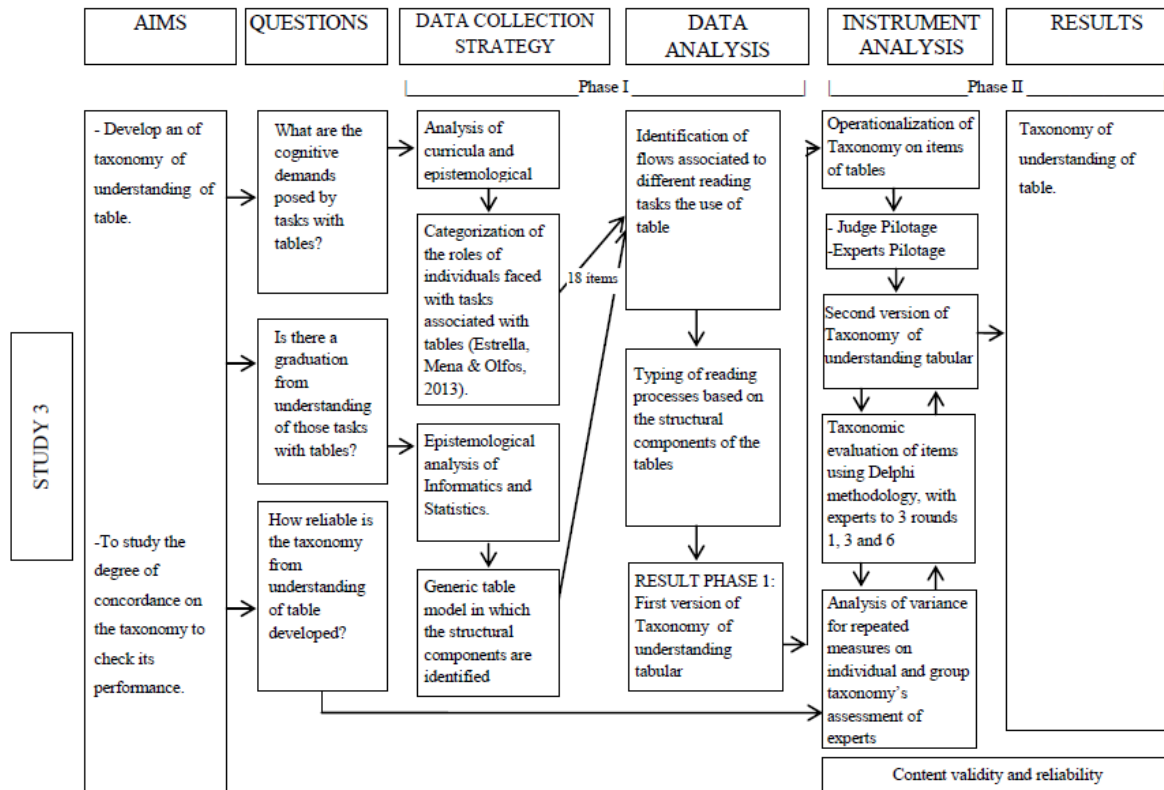 AIMS
QUESTIONS
DATA COLLECTION
STRATEGY
DATA
ANALYSIS
INSTRUMENT
ANALYSIS
RESULTS
Phase I
Phase II
STUDY 3
- Develop an of
taxonomy of
understanding of
table.
-To study the
degree of
concordance on
the taxonomy to
check its
performance.
What are the
cognitive
demands
posed by
tasks with
tables?
Is there a
graduation
from
understanding
of those tasks
with tables?
How reliable is
the taxonomy
from
understanding
of table
developed?
Analysis of
curricula and
epistemological
Categorization of
the roles of
individuals faced
with tasks
associated with
tables (Estrella,
Mena & Olfos,
2013).
Epistemological
analysis of
Informatics and
Statistics.
Generic table
model in which
the structural
components are
identified
18 items
Identification of
flows associated to
different reading
tasks the use of
table
Typing of reading
processes based on
the structural
components of the
tables
RESULT PHASE 1:
First version of
Taxonomy of
understanding
tabular
Operationalization of
Taxonomy on items
of tables
- Judge Pilotage
-Experts Pilotage
Second version of
Taxonomy of
understanding tabular
Taxonomic
evaluation of items
using Delphi
methodology, with
experts to 3 rounds
1, 3 and 6
Analysis of variance
for repeated
measures on
individual and group
taxonomy's
assessment of
experts
Taxonomy of
understanding of
table.
Content validity and reliability